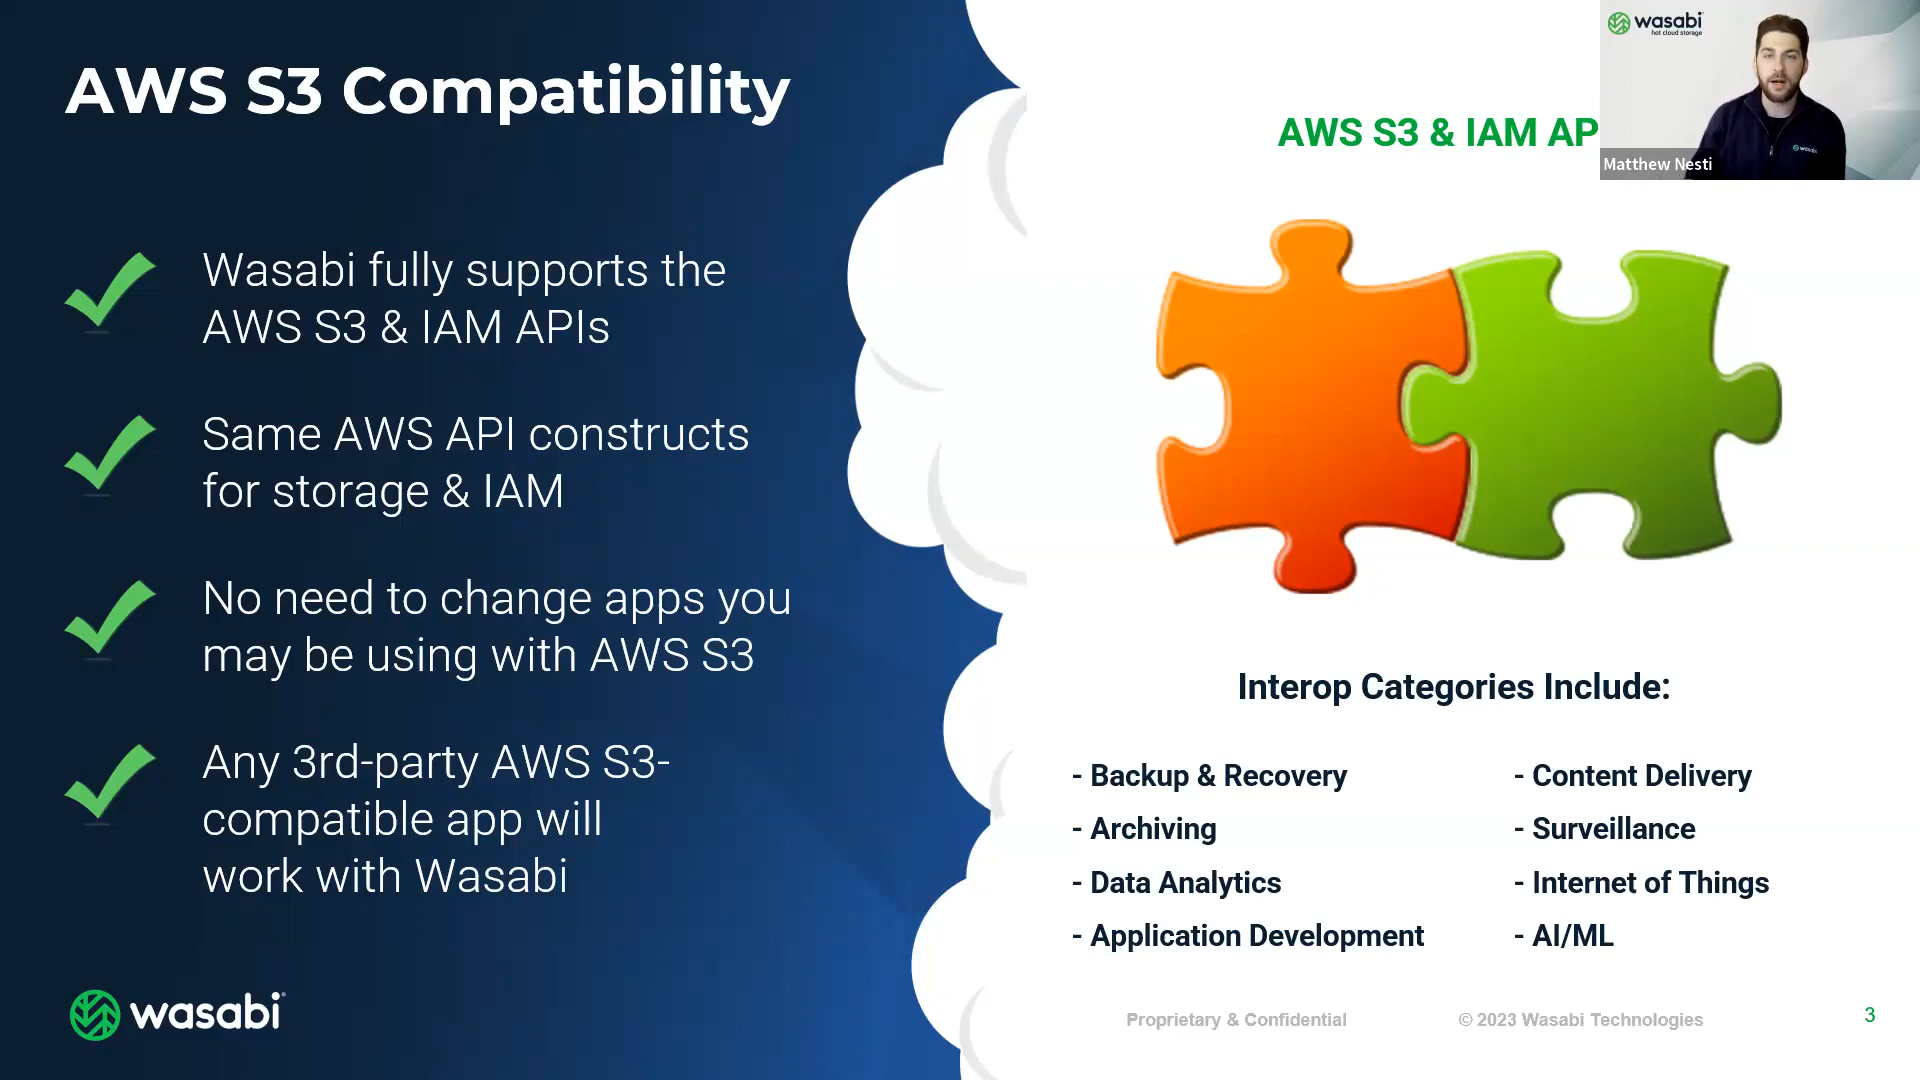 AWS S3 Compatibility
Wasabi fully supports the
AWS S3 & IAM APIs
Same AWS API constructs
for storage & IAM
No need to change apps you
may be using with AWS S3
Any 3rd-party AWS S3-
compatible app will
work with Wasabi
wasabi
AWS S3 & IAM AP
wasabi
hot cloud storage
wasabi
Matthew Nesti
Interop Categories Include:
- Backup & Recovery
- Archiving
- Data Analytics
- Application Development
- Content Delivery
- Surveillance
- Internet of Things
- AI/ML
Proprietary & Confidential
© 2023 Wasabi Technologies
3